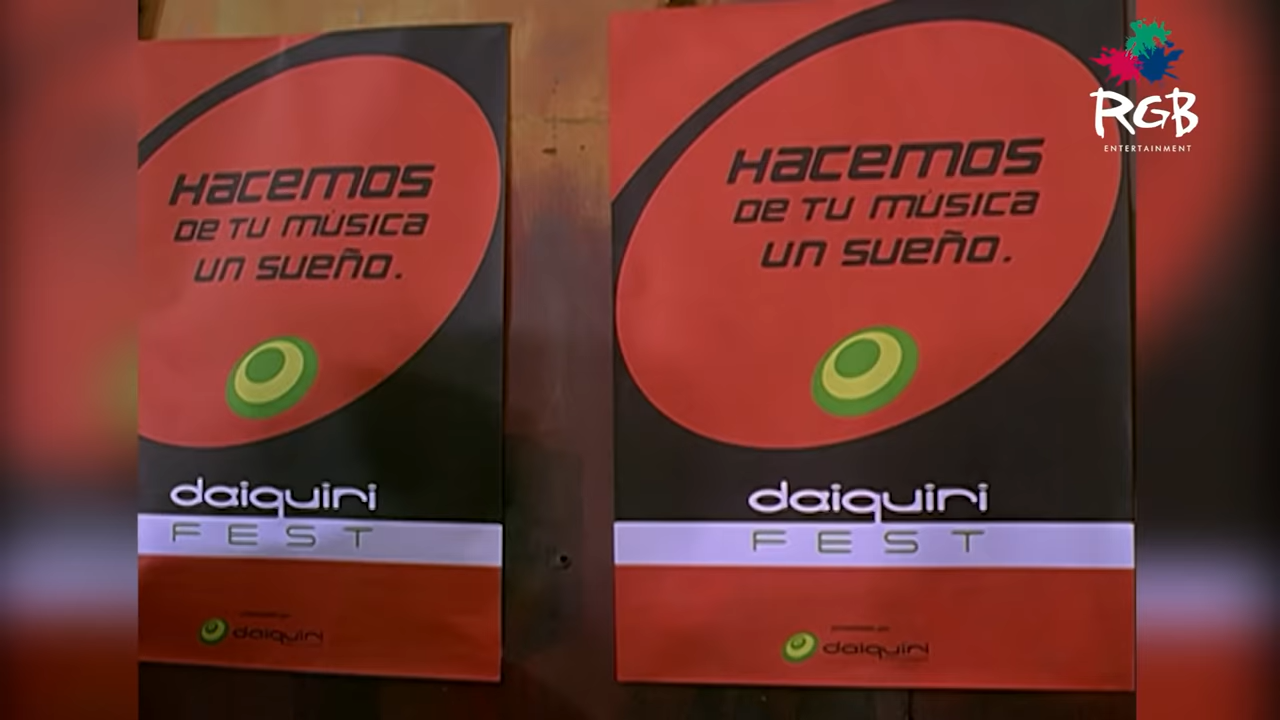 HACEMOS
DE TU MÚSICA
UN SUEÑO.
daiquiri
FEST
daiquiri
HACEMOS
DE TU MÚSICA
UN SUEÑO.
daiquiri
FEST
daiquiri
RGB
ENTERTAINMENT